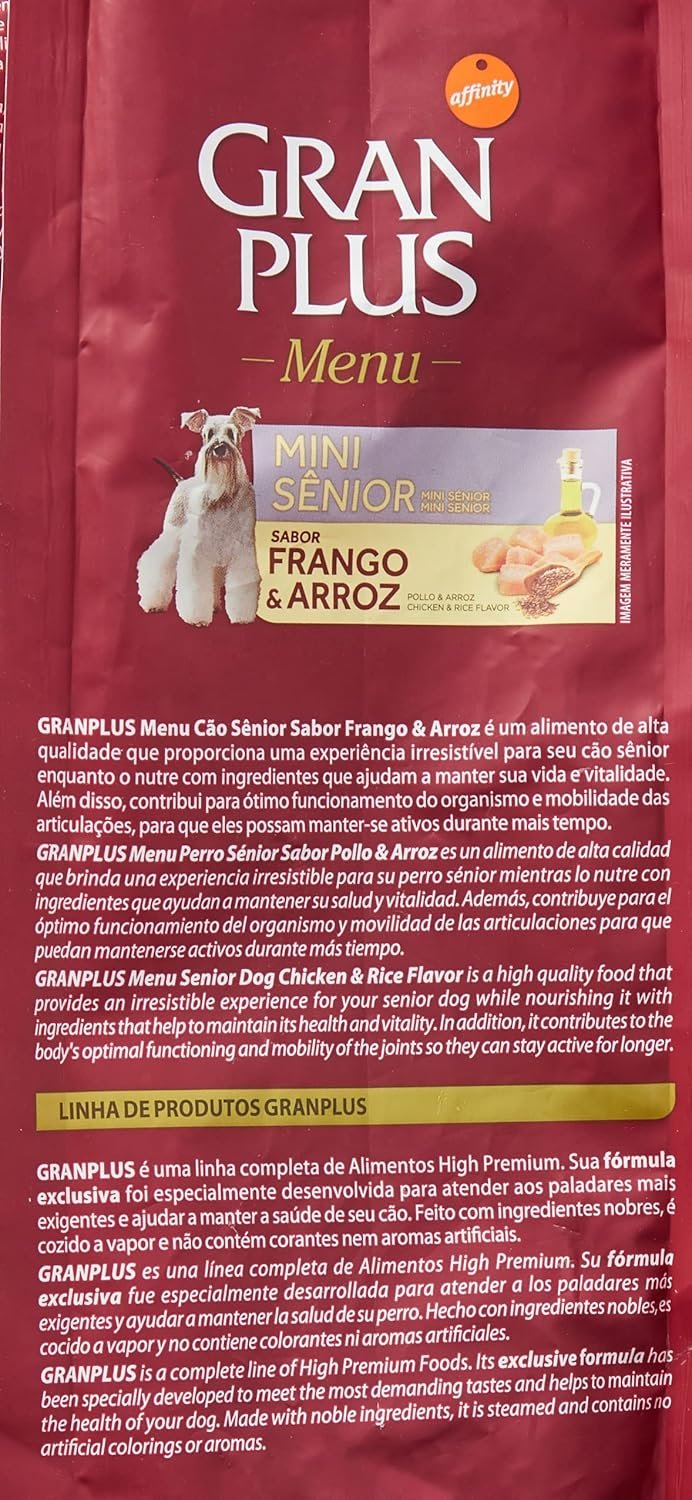 affinity
GRAN
PLUS
– Menu –
MINI
SÊNIOR
MINI SÉNIOR
MINI SENIOR
SABOR
FRANGO
& ARROZ
POLLO & ARROZ
CHICKEN & RICE FLAVOR
IMAGEM MERAMENTE ILUSTRATIVA
GRANPLUS Menu Cão Sênior Sabor Frango & Arroz é um alimento de alta
qualidade que proporciona uma experiência irresistível para seu cão sênior
enquanto o nutre com ingredientes que ajudam a manter sua vida e vitalidade.
Além disso, contribui para ótimo funcionamento do organismo e mobilidade das
articulações, para que eles possam manter-se ativos durante mais tempo.
GRANPLUS Menu Perro Sénior Sabor Pollo & Arroz es un alimento de alta calidad
que brinda una experiencia irresistible para su perro sénior mientras lo nutre con
ingredientes que ayudan a mantener su salud y vitalidad. Además, contribuye para el
óptimo funcionamiento del organismo y movilidad de las articulaciones para que
puedan mantenerse activos durante más tiempo.
GRANPLUS Menu Senior Dog Chicken & Rice Flavor is a high quality food that
provides an irresistible experience for your senior dog while nourishing it with
ingredients that help to maintain its health and vitality. In addition, it contributes to the
body's optimal functioning and mobility of the joints so they can stay active for longer.
LINHA DE PRODUTOS GRANPLUS
GRANPLUS é uma linha completa de Alimentos High Premium. Sua fórmula
exclusiva foi especialmente desenvolvida para atender aos paladares mais
exigentes e ajudar a manter a saúde de seu cão. Feito com ingredientes nobres, é
cozido a vapor e não contém corantes nem aromas artificiais.
GRANPLUS es una línea completa de Alimentos High Premium. Su fórmula
exclusiva fue especialmente desarrollada para atender a los paladares más
exigentes y ayudar a mantener la salud de su perro. Hecho con ingredientes nobles, es
cocido a vapor y no contiene colorantes ni aromas artificiales.
GRANPLUS is a complete line of High Premium Foods. Its exclusive formula has
been specially developed to meet the most demanding tastes and helps to maintain
the health of your dog. Made with noble ingredients, it is steamed and contains no
artificial colorings or aromas.